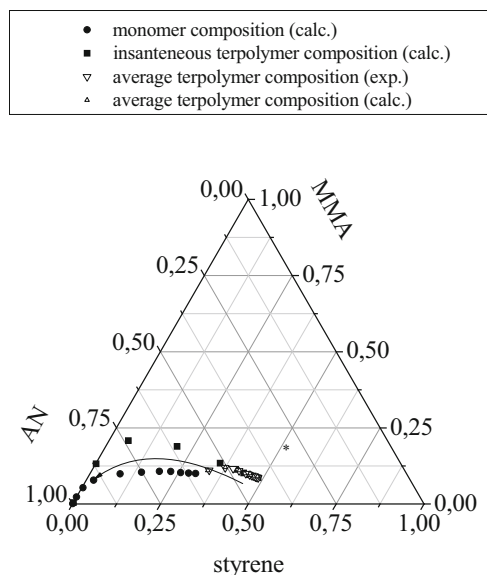 monomer composition (calc.)
insanteneous terpolymer composition (calc.)
average terpolymer composition (exp.)
average terpolymer composition (calc.)
0,00 1,00
MMA
0,25 0,75
0,50 0,50
AN
0,75 0,25
*
1,00 0,00
0,00 0,25 0,50 0,75 1,00
styrene